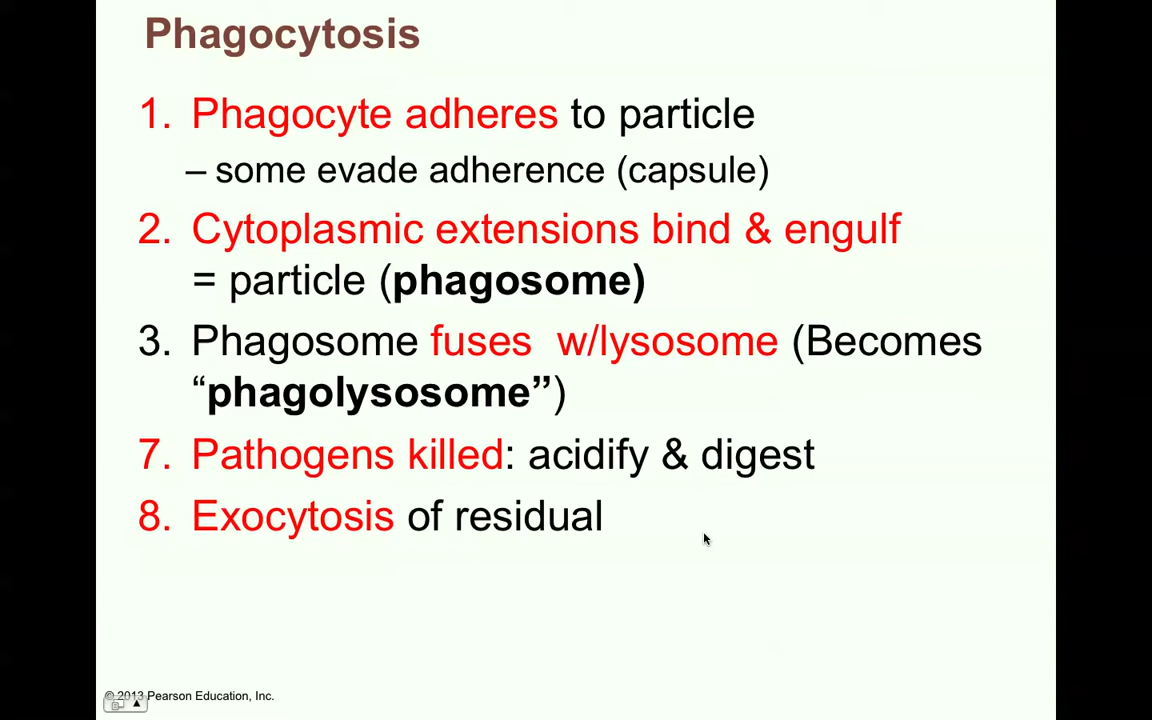 Phagocytosis
1. Phagocyte adheres to particle
– some evade adherence (capsule)
2. Cytoplasmic extensions bind & engulf
= particle (phagosome)
3. Phagosome fuses  w/lysosome (Becomes
“phagolysosome”)
7. Pathogens killed: acidify & digest
8. Exocytosis of residual
© 2013 Pearson Education, Inc.